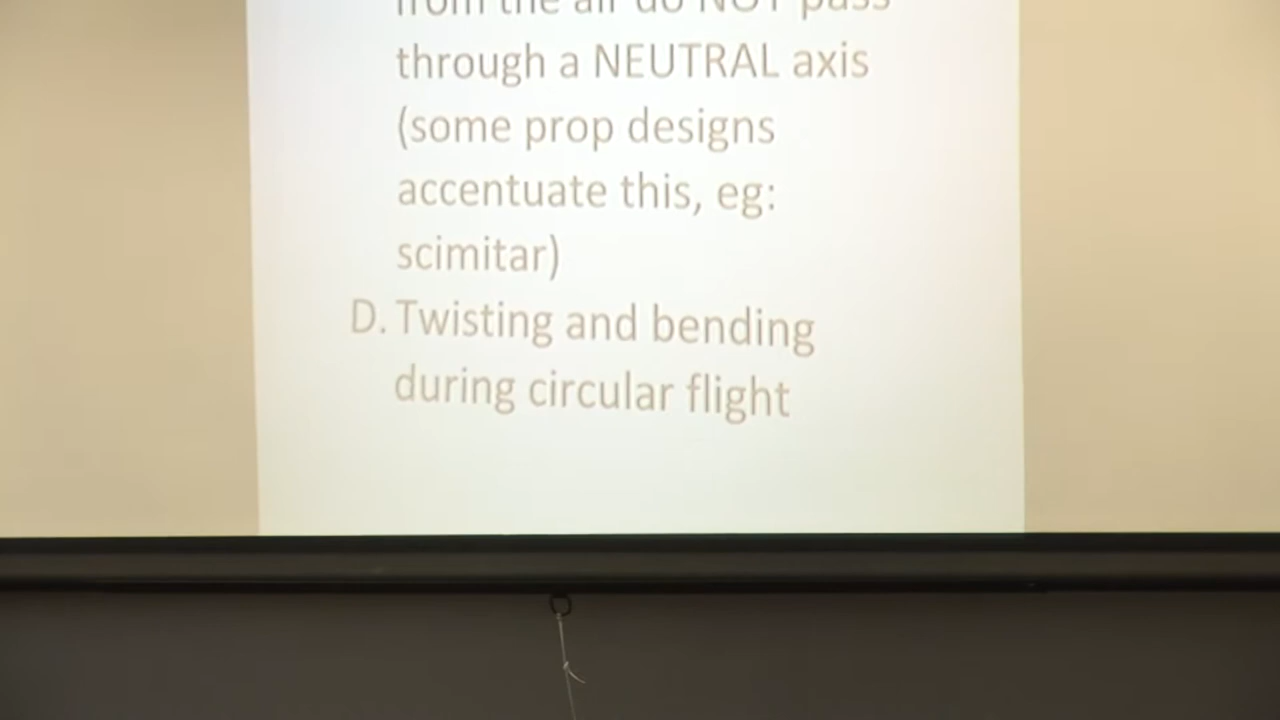 from the air do NOT pass
through a NEUTRAL axis
(some prop designs
accentuate this, eg:
scimitar)
D. Twisting and bending
during circular flight